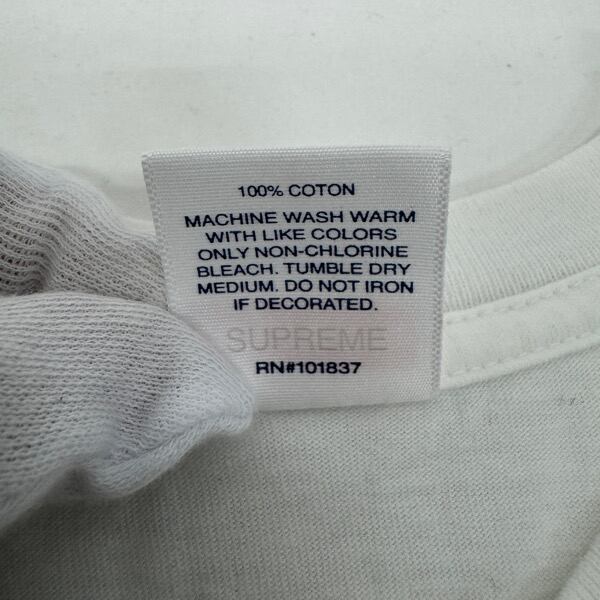 100% COTON
MACHINE WASH WARM
WITH LIKE COLORS
ONLY NON-CHLORINE
BLEACH. TUMBLE DRY
MEDIUM. DO NOT IRON
IF DECORATED.
SUPREME
RN#101837